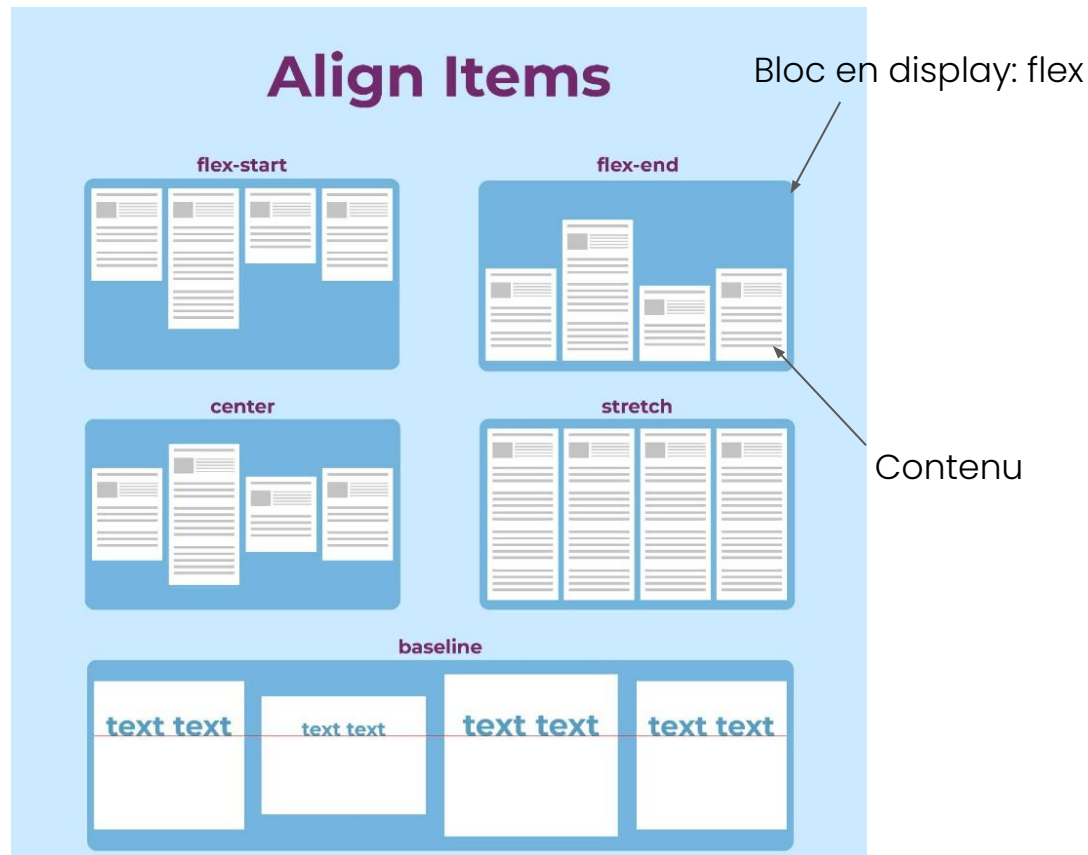 Align Items
Bloc en display: flex
flex-start
flex-end
center
stretch
Contenu
baseline
text text
text text
text text
text text